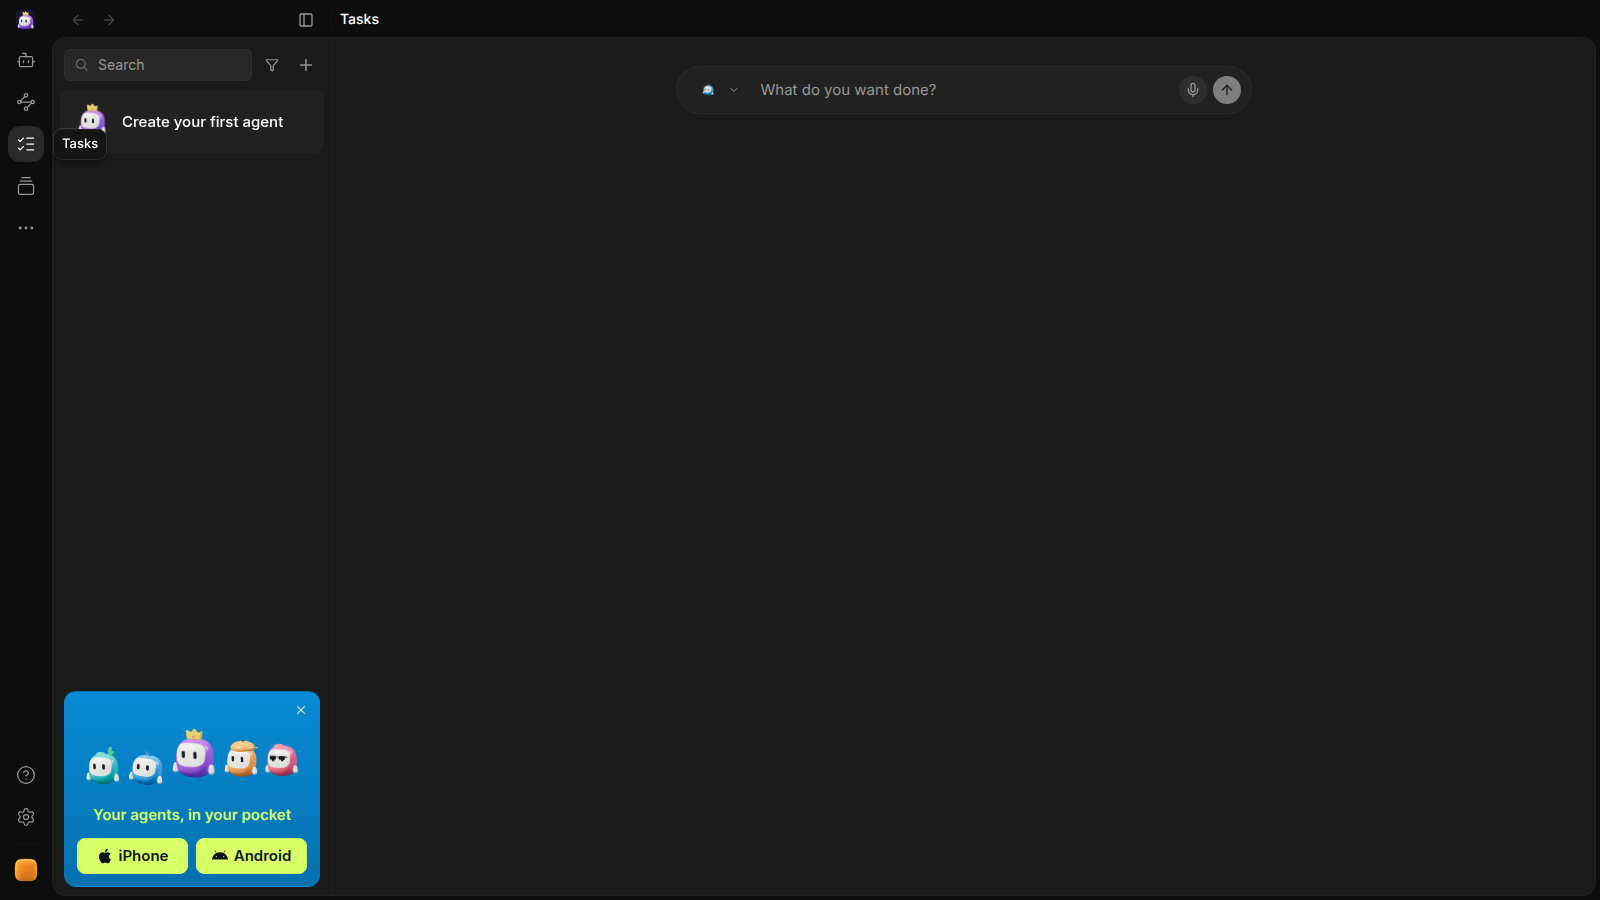 Tasks
Search
What do you want done?
Create your first agent
Tasks
Your agents, in your pocket
iPhone
Android